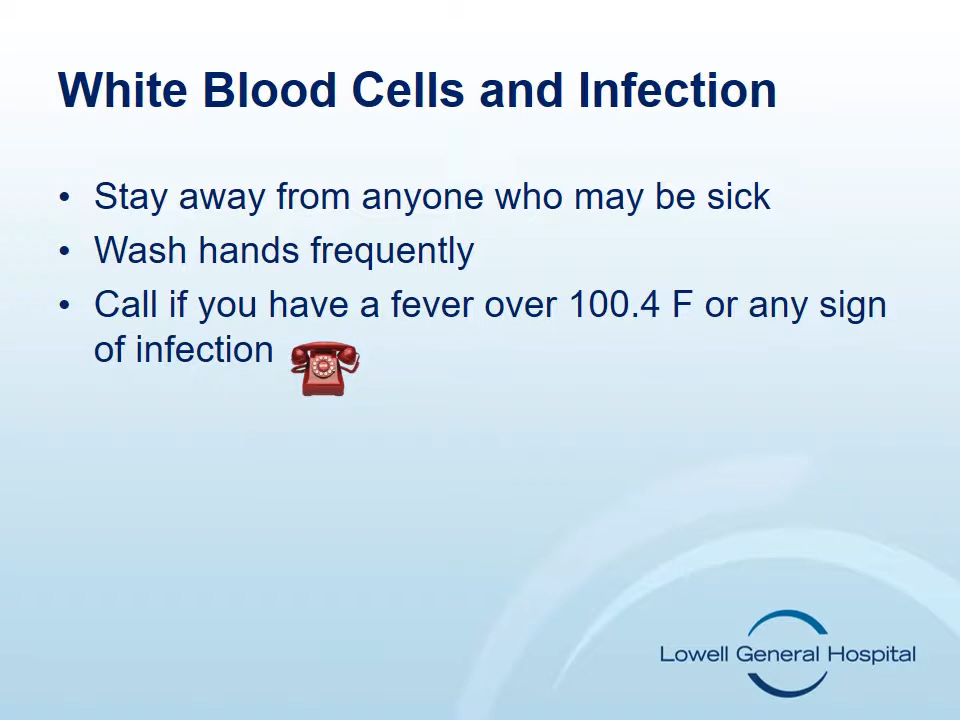 White Blood Cells and Infection
• Stay away from anyone who may be sick
• Wash hands frequently
• Call if you have a fever over 100.4 F or any sign
of infection
Lowell General Hospital